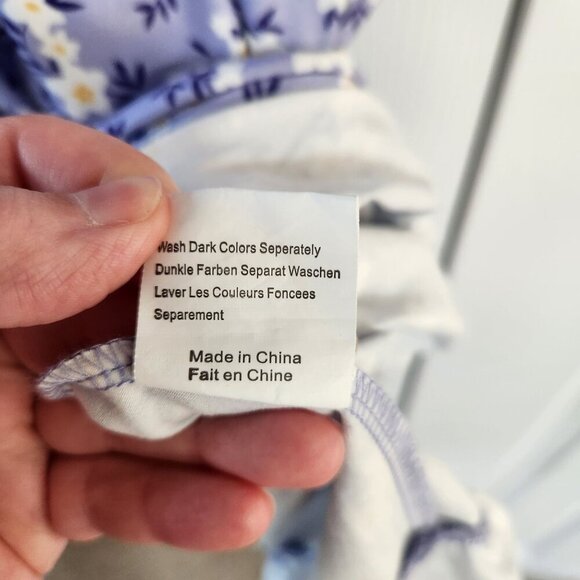 Wash Dark Colors Seperately
Dunkle Farben Separat Waschen
Laver Les Couleurs Foncees
Separement
Made in China
Fait en Chine